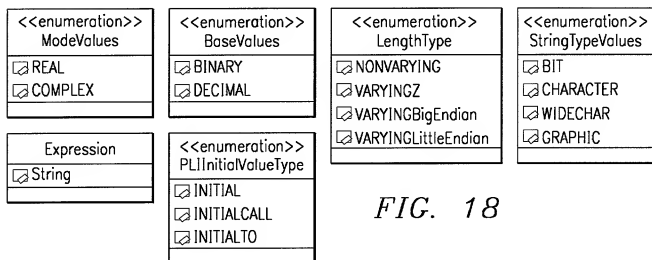 <<enumeration>>
ModeValues
REAL
COMPLEX
<<enumeration>>
BaseValues
BINARY
DECIMAL
<<enumeration>>
LengthType
NONVARYING
VARYINGZ
VARYINGBigEndian
VARYINGLittleEndian
<<enumeration>>
StringTypeValues
BIT
CHARACTER
WIDECHAR
GRAPHIC
Expression
String
<<enumeration>>
PLIInitialValueType
INITIAL
INITIALCALL
INITIALTO
FIG. 18